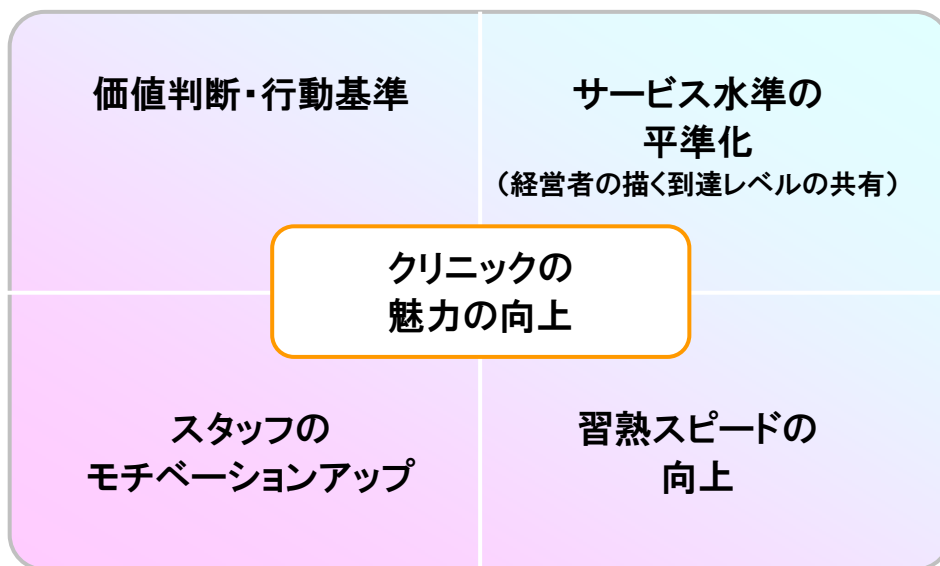 価値判断・行動基準
サービス水準の
平準化
（経営者の描く到達レベルの共有）
クリニックの
魅力の向上
スタッフの
モチベーションアップ
習熟スピードの
向上